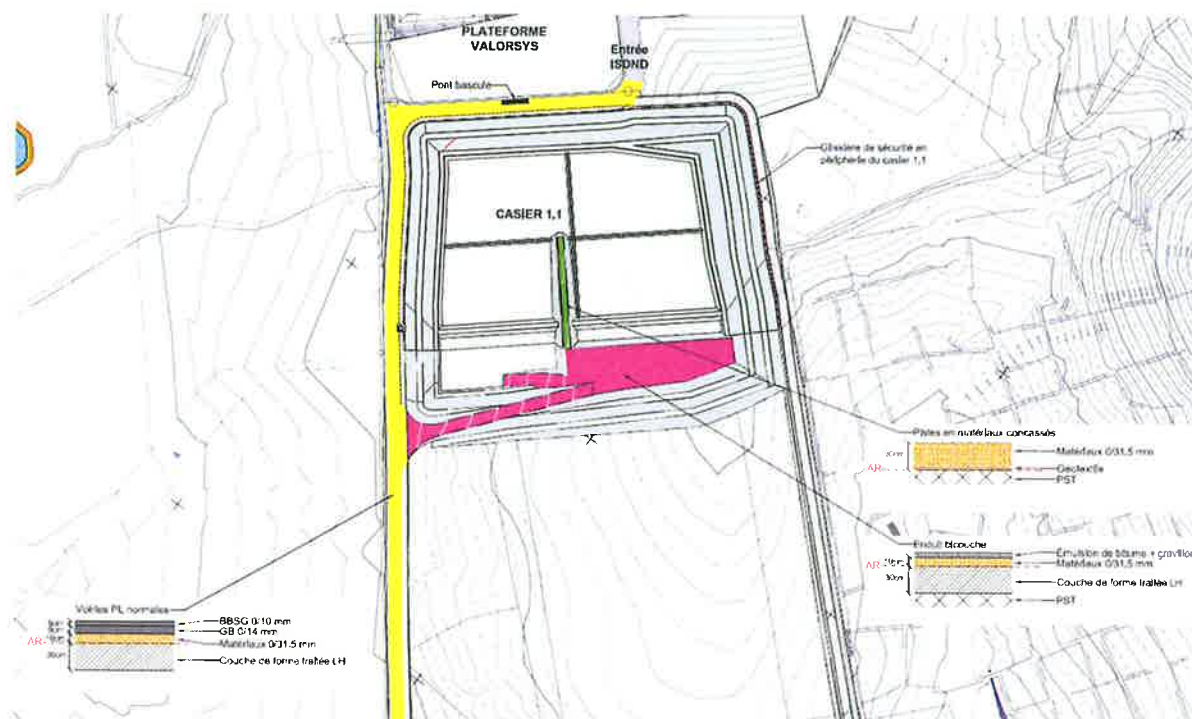 PLATEFORME
VALORSYS
Entrée
ISDND
Pont bascule
Glissière de sécurité en
périphérie du casier 1,1
CASIER 1,1
Pistes en matériaux concassés
Matériaux 0/31,5 mm
AR
Géotextile
PST
Enduit bicouche
Emulsion de bitume + gravillon
AR
Matériaux 0/31,5 mm
30cm
Couche de forme traitée LH
PST
Voiries PL normales
BBSG 0/10 mm
GB 0/14 mm
AR
Matériaux 0/31,5 mm
Couche de forme traitée LH